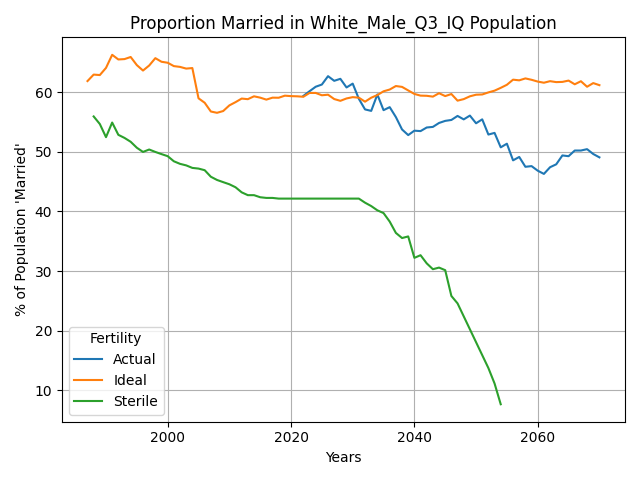 Proportion Married in White_Male_Q3_IQ Population
% of Population 'Married'
60
50
40
30
20
10
Fertility
Actual
Ideal
Sterile
2000
2020
2040
2060
Years